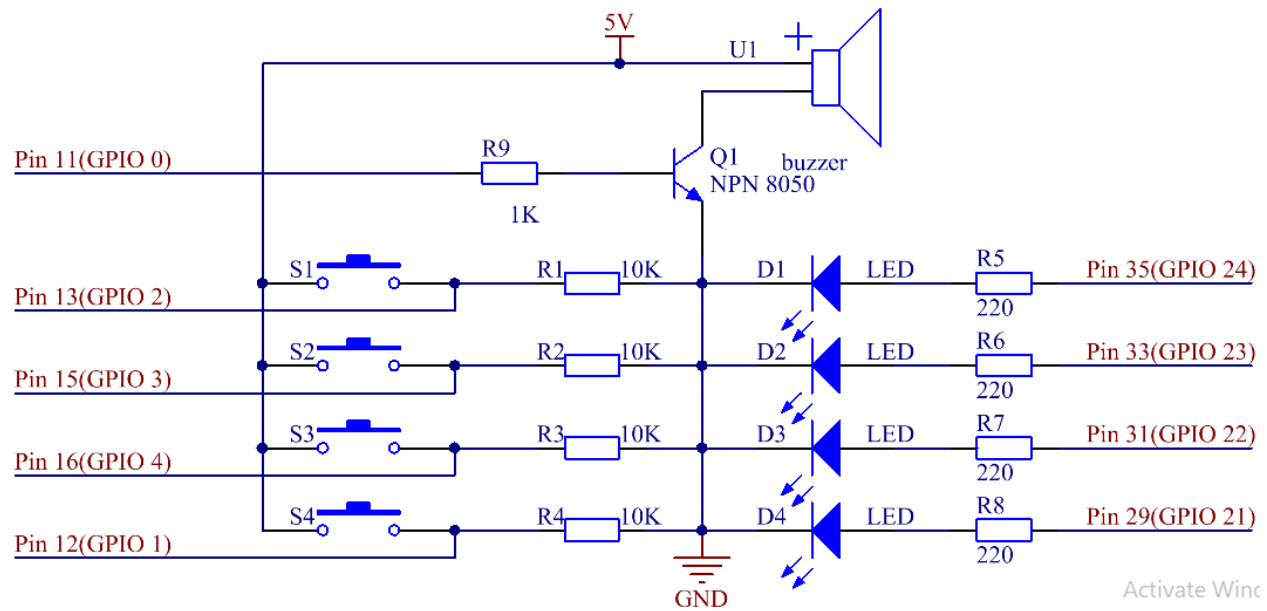 5V
U1
+
Pin 11(GPIO 0)
R9
1K
Q1
NPN 8050
buzzer
S1
R1
10K
D1
LED
R5
220
Pin 35(GPIO 24)
Pin 13(GPIO 2)
S2
R2
10K
D2
LED
R6
220
Pin 33(GPIO 23)
Pin 15(GPIO 3)
S3
R3
10K
D3
LED
R7
220
Pin 31(GPIO 22)
Pin 16(GPIO 4)
S4
R4
10K
D4
LED
R8
220
Pin 29(GPIO 21)
Pin 12(GPIO 1)
GND
Activate Wind